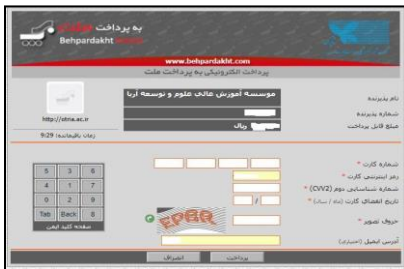 به پرداخت ملت
Behpardakht Mellat
www.behpardakht.com
پرداخت الکترونیکی به پرداخت ملت
نام پذیرنده
موسسه آموزش عالی علوم و توسعه آریا
شماره پذیرنده
مبلغ قابل پرداخت
ریال
http://otria.ac.ir
زمان باقیمانده: 9:29
شماره کارت *
رمز اینترنتی کارت *
شماره شناسایی دوم (CVV2) *
تاریخ انقضای کارت (ماه / سال) *
/
حروف تصویر *
آدرس ایمیل (اختیاری)
5 3 6
4 1 7
0 2 9
Tab Back 8
صفحه کلید ایمن
پرداخت
انصراف